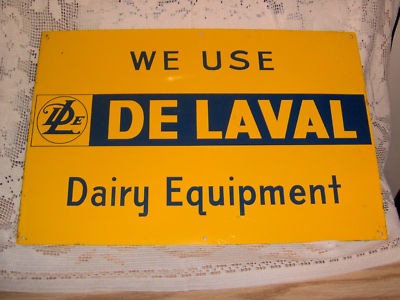 WE USE
DLE DE LAVAL
Dairy Equipment